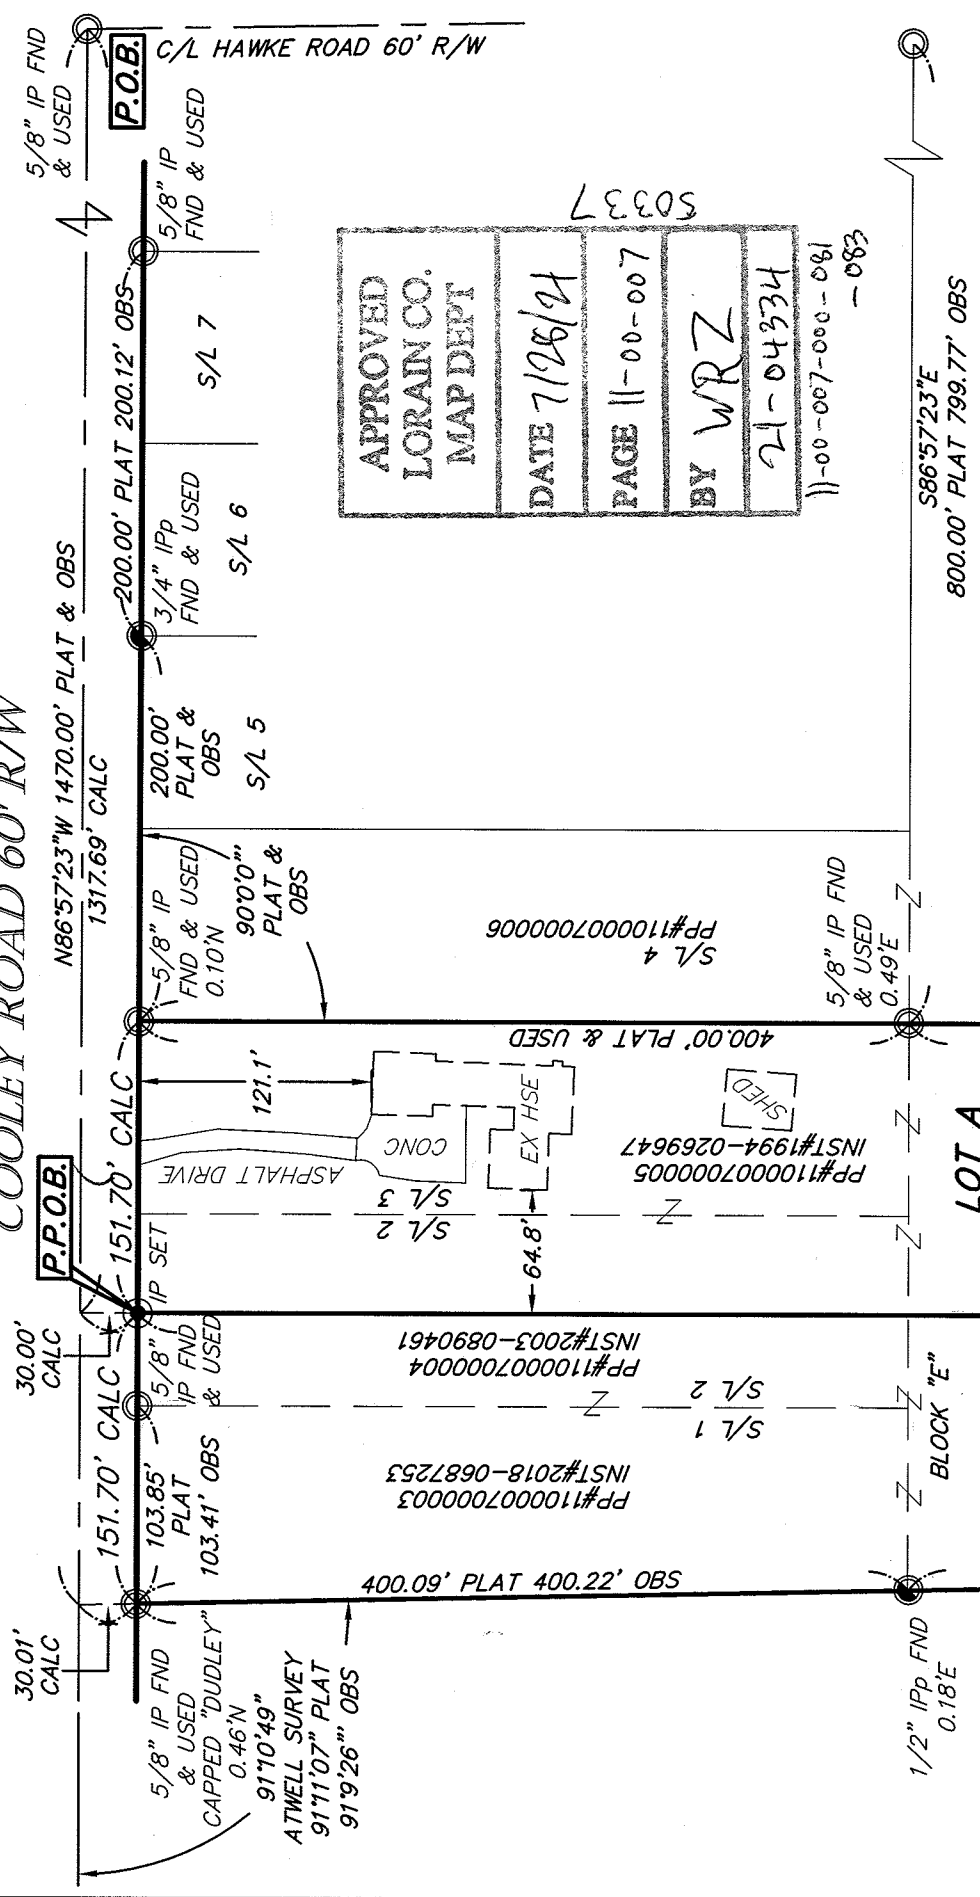 COOLEY ROAD 60' R/W
N86°57'23"W 1470.00' PLAT & OBS
1317.69' CALC
30.01'
CALC
30.00'
CALC
P.P.O.B.
151.70' CALC
151.70' CALC
200.00' PLAT 200.12' OBS
5/8" IP FND
& USED
P.O.B.
C/L HAWKE ROAD 60' R/W
5/8" IP FND
& USED
CAPPED "DUDLEY"
0.46'N
91°10'49"
ATWELL SURVEY
91°11'07" PLAT
91°9'26"' OBS
103.85'
PLAT
103.41' OBS
5/8"
IP FND
& USED
IP SET
5/8" IP
FND & USED
0.10'N
90°0'0"'
PLAT &
OBS
200.00'
PLAT &
OBS
S/L 5
3/4" IPp
FND & USED
S/L 6
S/L 7
5/8" IP
FND & USED
400.09' PLAT 400.22' OBS
PP#1100007000003
INST#2018-0687253
S/L 1
S/L 2
PP#1100007000004
INST#2003-0890461
64.8'
S/L 2
S/L 3
ASPHALT DRIVE
CONC
121.1'
EX HSE
SHED
PP#1100007000005
INST#1994-0269647
400.00' PLAT & USED
S/L 4
PP#1100007000006
APPROVED
LORAIN CO.
MAP DEPT
DATE 7/28/21
PAGE 11-00-007
BY WRZ
21-04334
50337
11-00-007-000-081
-083
1/2" IPp FND
0.18'E
BLOCK "E"
LOT A
5/8" IP FND
& USED
0.49'E
S86°57'23"E
800.00' PLAT 799.77' OBS